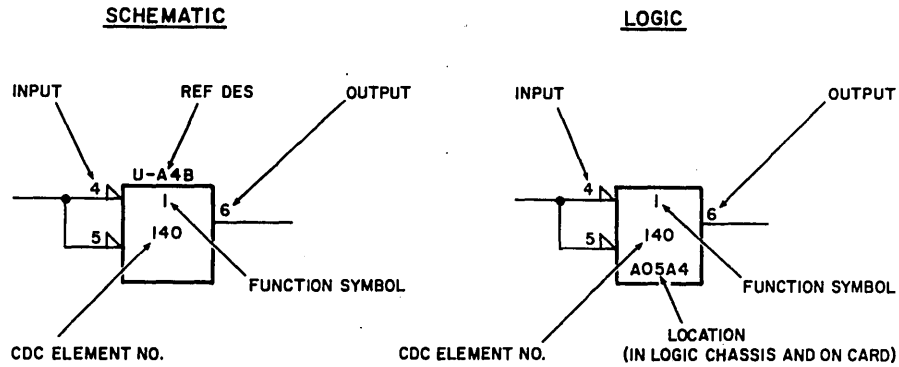 SCHEMATIC
LOGIC
INPUT
REF DES
OUTPUT
INPUT
OUTPUT
U-A4B
4
1
6
5
140
4
1
6
5
140
A05A4
FUNCTION SYMBOL
FUNCTION SYMBOL
CDC ELEMENT NO.
CDC ELEMENT NO.
LOCATION
(IN LOGIC CHASSIS AND ON CARD)